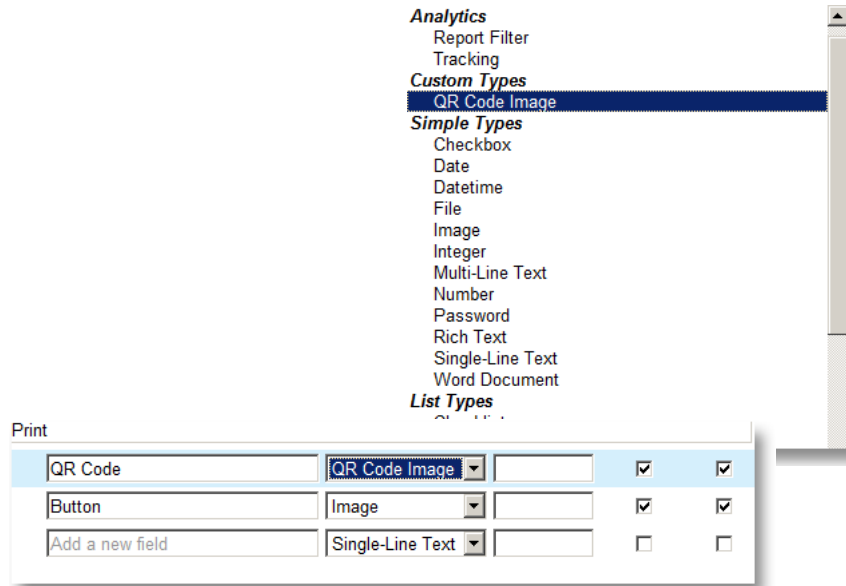 Analytics
Report Filter
Tracking
Custom Types
QR Code Image
Simple Types
Checkbox
Date
Datetime
File
Image
Integer
Multi-Line Text
Number
Password
Rich Text
Single-Line Text
Word Document
List Types
Print
QR Code QR Code Image
Button Image
Add a new field Single-Line Text